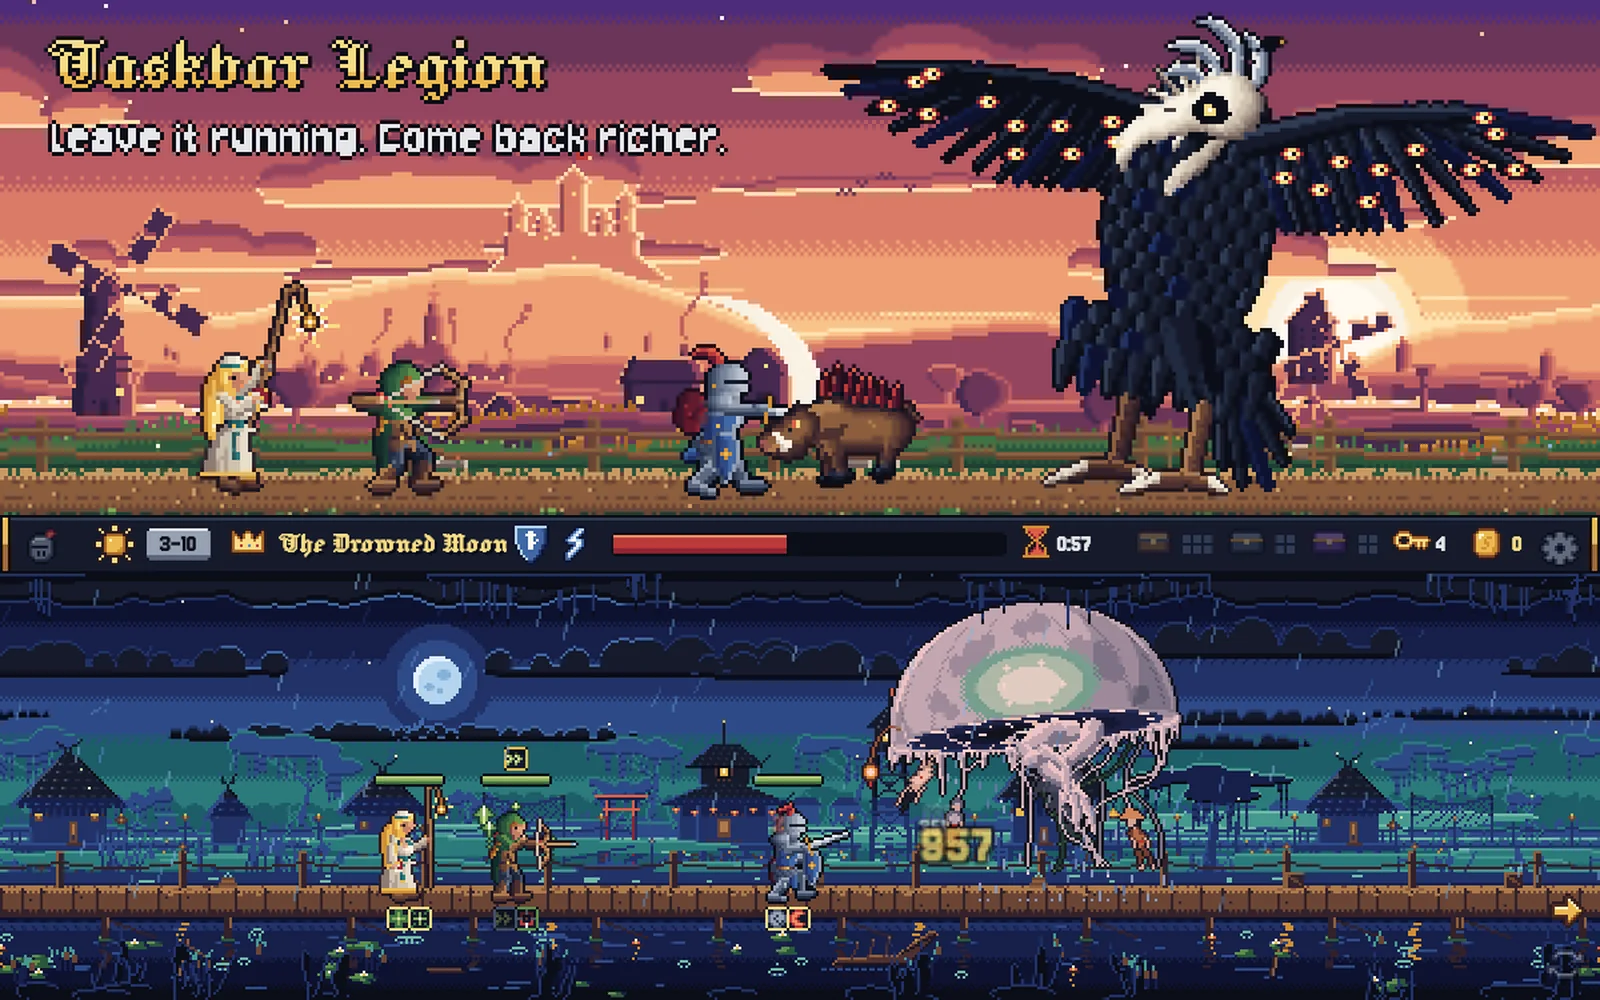 Taskbar Legion
Leave it running. Come back richer.
3-10 The Drowned Moon 0:57 4 0
957